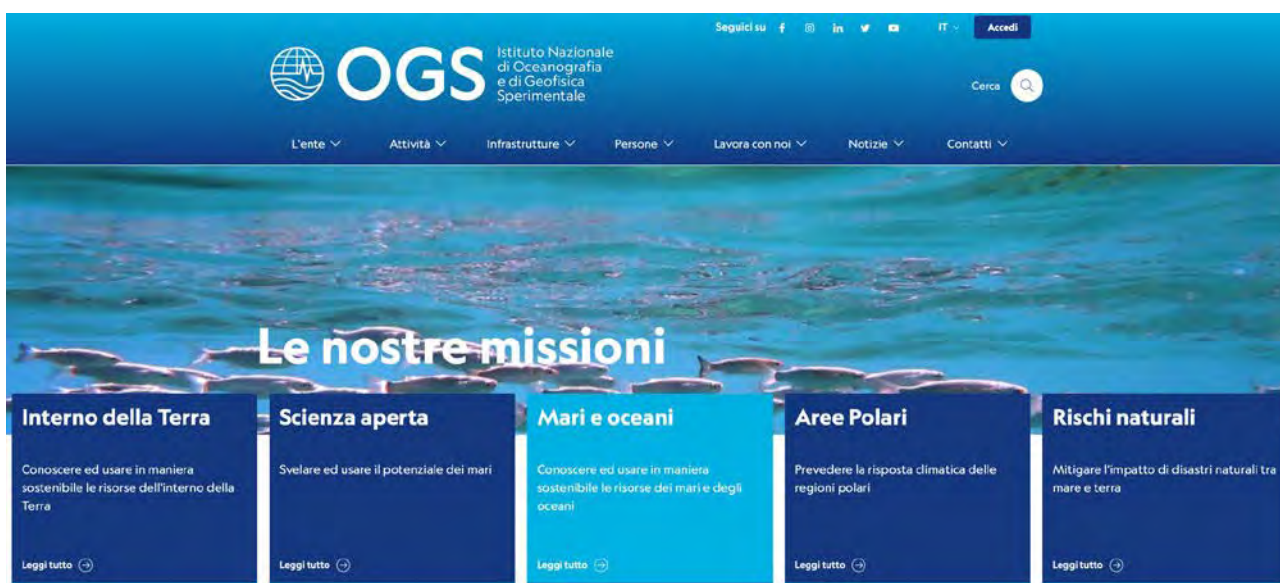 Seguici su
IT
Accedi
OGS
Istituto Nazionale
di Oceanografia
e di Geofisica
Sperimentale
Cerca
L'ente
Attività
Infrastrutture
Persone
Lavora con noi
Notizie
Contatti
Le nostre missioni
Interno della Terra
Conoscere ed usare in maniera
sostenibile le risorse dell'interno della
Terra
Leggi tutto
Scienza aperta
Svelare ed usare il potenziale dei mari
Leggi tutto
Mari e oceani
Conoscere ed usare in maniera
sostenibile le risorse dei mari e degli
oceani
Leggi tutto
Aree Polari
Prevedere la risposta climatica delle
regioni polari
Leggi tutto
Rischi naturali
Mitigare l'impatto di disastri naturali tra
mare e terra
Leggi tutto